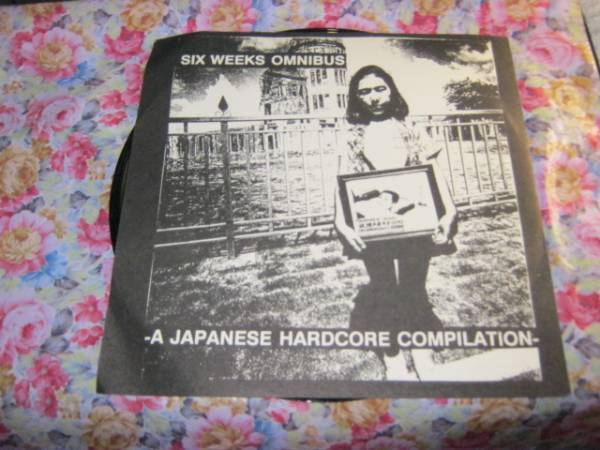 SIX WEEKS OMNIBUS
-A JAPANESE HARDCORE COMPILATION-